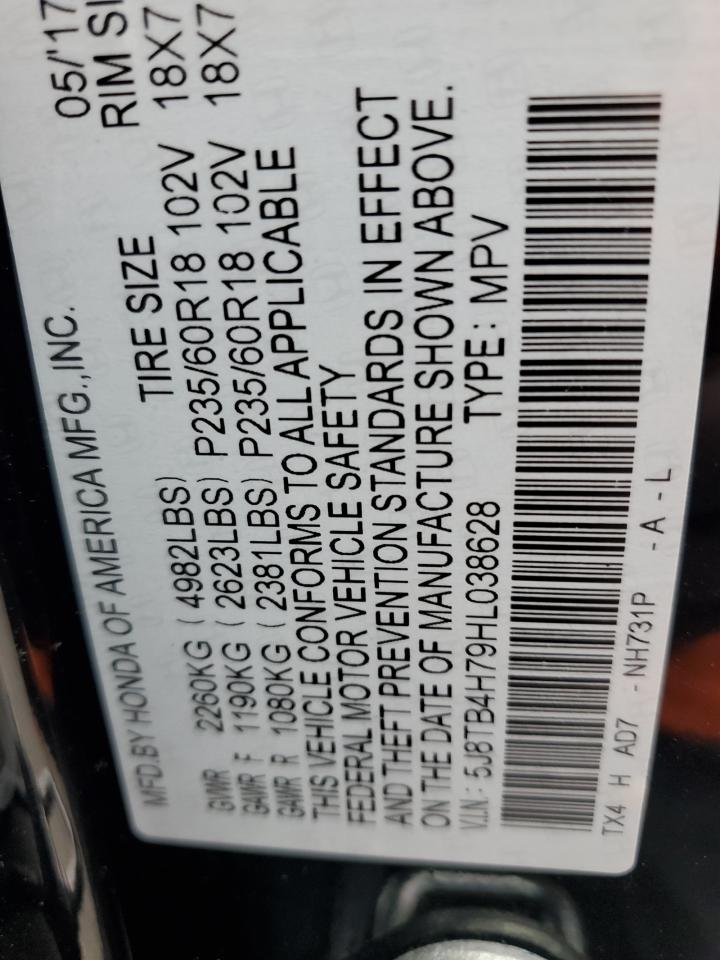 MFD.BY HONDA OF AMERICA MFG.,INC. 05/'17
TIRE SIZE RIM SI
GVWR 2260KG ( 4982LBS)
GAWR F 1190KG ( 2623LBS) P235/60R18 102V 18X7
GAWR R 1080KG ( 2381LBS) P235/60R18 102V 18X7
THIS VEHICLE CONFORMS TO ALL APPLICABLE
FEDERAL MOTOR VEHICLE SAFETY
AND THEFT PREVENTION STANDARDS IN EFFECT
ON THE DATE OF MANUFACTURE SHOWN ABOVE.
V.I.N.: 5J8TB4H79HL038628 TYPE: MPV
TX4 H AD7 - NH731P - A - L